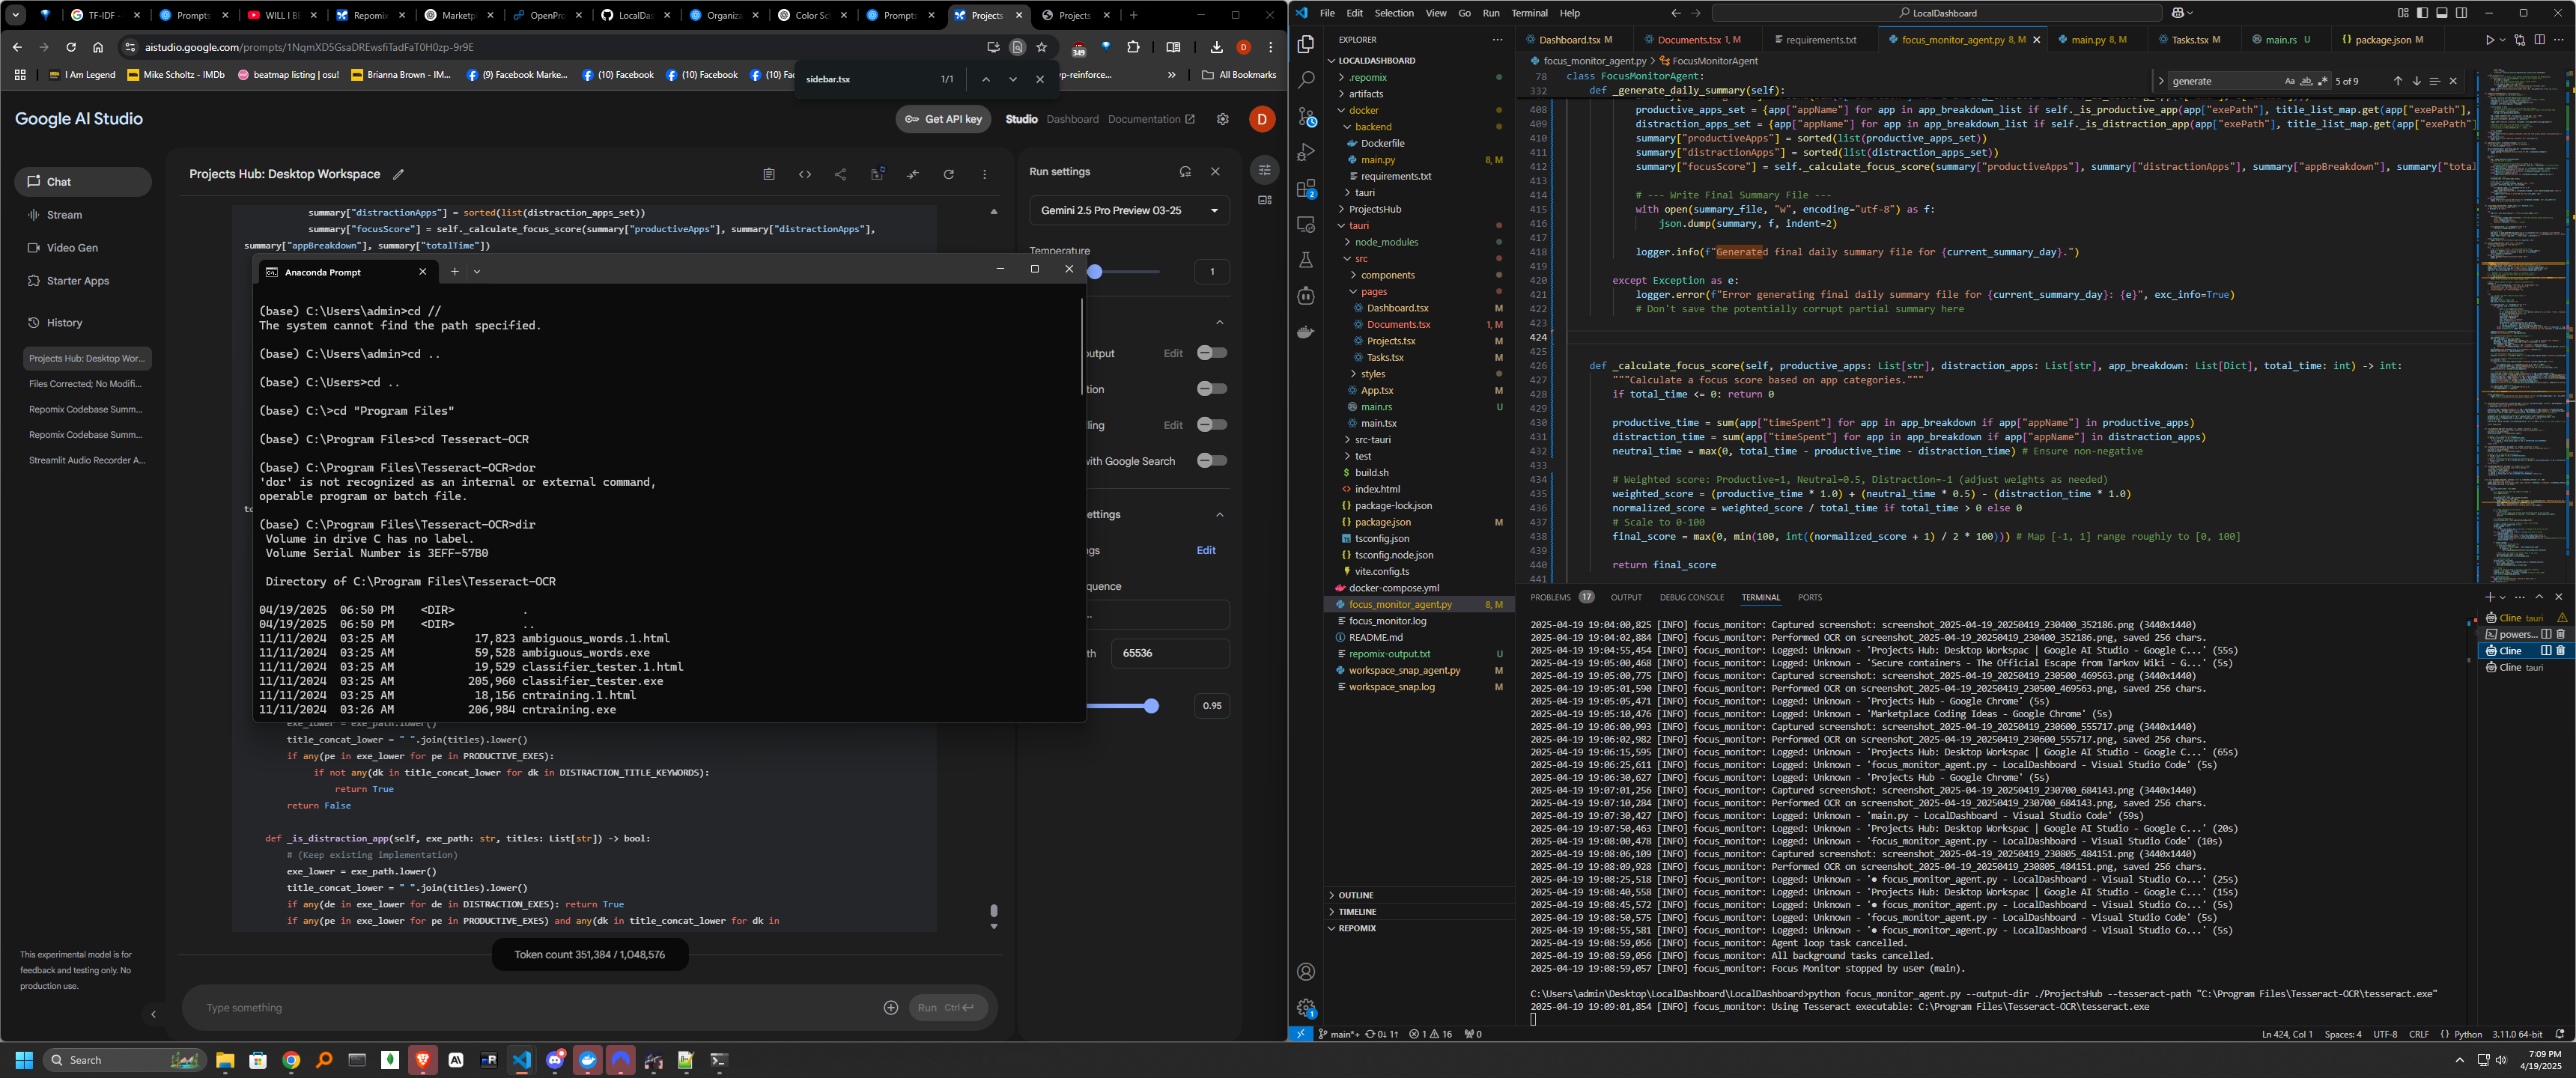 TF-IDF
Prompts
WILL I BE
Repomix
Marketpl
OpenPro
LocalDas
Organiza
Color Sc
Prompts
Projects
Projects
aistudio.google.com/prompts/1NqmXD5GsaDREwsfiTadFaT0H0zp-9r9E
I Am Legend
Mike Scholtz - IMDb
beatmap listing | osu!
Brianna Brown - IM...
(9) Facebook Marke...
(10) Facebook
(10) Facebook
yp-reinforce...
All Bookmarks
sidebar.tsx
1/1
Google AI Studio
Get API key
Studio
Dashboard
Documentation
D
Chat
Stream
Video Gen
Starter Apps
History
Projects Hub: Desktop Wor...
Files Corrected; No Modifi...
Repomix Codebase Summ...
Repomix Codebase Summ...
Streamlit Audio Recorder A...
This experimental model is for
feedback and testing only. No
production use.
Projects Hub: Desktop Workspace
summary["distractionApps"] = sorted(list(distraction_apps_set))
summary["focusScore"] = self._calculate_focus_score(summary["productiveApps"], summary["distractionApps"],
summary["appBreakdown"], summary["totalTime"])
Anaconda Prompt
(base) C:\Users\admin>cd //
The system cannot find the path specified.
(base) C:\Users\admin>cd ..
(base) C:\Users>cd ..
(base) C:\>cd "Program Files"
(base) C:\Program Files>cd Tesseract-OCR
(base) C:\Program Files\Tesseract-OCR>dor
'dor' is not recognized as an internal or external command,
operable program or batch file.
(base) C:\Program Files\Tesseract-OCR>dir
Volume in drive C has no label.
Volume Serial Number is 3EFF-57B0
Directory of C:\Program Files\Tesseract-OCR
04/19/2025 06:50 PM <DIR> .
04/19/2025 06:50 PM <DIR> ..
11/11/2024 03:25 AM 17,823 ambiguous_words.1.html
11/11/2024 03:25 AM 59,528 ambiguous_words.exe
11/11/2024 03:25 AM 19,529 classifier_tester.1.html
11/11/2024 03:25 AM 205,960 classifier_tester.exe
11/11/2024 03:25 AM 18,156 cntraining.1.html
11/11/2024 03:26 AM 206,984 cntraining.exe
exe_lower = exe_path.lower()
title_concat_lower = " ".join(titles).lower()
if any(pe in exe_lower for pe in PRODUCTIVE_EXES):
if not any(dk in title_concat_lower for dk in DISTRACTION_TITLE_KEYWORDS):
return True
return False
def _is_distraction_app(self, exe_path: str, titles: List[str]) -> bool:
# (Keep existing implementation)
exe_lower = exe_path.lower()
title_concat_lower = " ".join(titles).lower()
if any(de in exe_lower for de in DISTRACTION_EXES): return True
if any(pe in exe_lower for pe in PRODUCTIVE_EXES) and any(dk in title_concat_lower for dk in
Token count 351,384 / 1,048,576
Type something
Run Ctrl
Run settings
Gemini 2.5 Pro Preview 03-25
Temperature
1
utput
Edit
tion
ling
Edit
with Google Search
ettings
gs
Edit
quence
th
65536
0.95
File Edit Selection View Go Run Terminal Help
LocalDashboard
EXPLORER
LOCALDASHBOARD
.repomix
artifacts
docker
backend
Dockerfile
main.py 8, M
requirements.txt
tauri
ProjectsHub
tauri
node_modules
src
components
pages
Dashboard.tsx M
Documents.tsx 1, M
Projects.tsx M
Tasks.tsx M
styles
App.tsx M
main.rs U
main.tsx
src-tauri
test
build.sh
index.html
package-lock.json
package.json M
tsconfig.json
tsconfig.node.json
vite.config.ts
docker-compose.yml
focus_monitor_agent.py 8, M
focus_monitor.log
README.md
repomix-output.txt U
workspace_snap_agent.py M
workspace_snap.log M
OUTLINE
TIMELINE
REPOMIX
Dashboard.tsx M
Documents.tsx 1, M
requirements.txt
focus_monitor_agent.py 8, M
main.py 8, M
Tasks.tsx M
main.rs U
package.json M
focus_monitor_agent.py > FocusMonitorAgent
generate
5 of 9
78 class FocusMonitorAgent:
332 def _generate_daily_summary(self):
408 productive_apps_set = {app["appName"] for app in app_breakdown_list if self._is_productive_app(app["exePath"], title_list_map.get(app["exePath"],
409 distraction_apps_set = {app["appName"] for app in app_breakdown_list if self._is_distraction_app(app["exePath"], title_list_map.get(app["exePath"]
410 summary["productiveApps"] = sorted(list(productive_apps_set))
411 summary["distractionApps"] = sorted(list(distraction_apps_set))
412 summary["focusScore"] = self._calculate_focus_score(summary["productiveApps"], summary["distractionApps"], summary["appBreakdown"], summary["total
413
414 # --- Write Final Summary File ---
415 with open(summary_file, "w", encoding="utf-8") as f:
416 json.dump(summary, f, indent=2)
417
418 logger.info(f"Generated final daily summary file for {current_summary_day}.")
419
420 except Exception as e:
421 logger.error(f"Error generating final daily summary file for {current_summary_day}: {e}", exc_info=True)
422 # Don't save the potentially corrupt partial summary here
423
424
425
426 def _calculate_focus_score(self, productive_apps: List[str], distraction_apps: List[str], app_breakdown: List[Dict], total_time: int) -> int:
427 """Calculate a focus score based on app categories."""
428 if total_time <= 0: return 0
429
430 productive_time = sum(app["timeSpent"] for app in app_breakdown if app["appName"] in productive_apps)
431 distraction_time = sum(app["timeSpent"] for app in app_breakdown if app["appName"] in distraction_apps)
432 neutral_time = max(0, total_time - productive_time - distraction_time) # Ensure non-negative
433
434 # Weighted score: Productive=1, Neutral=0.5, Distraction=-1 (adjust weights as needed)
435 weighted_score = (productive_time * 1.0) + (neutral_time * 0.5) - (distraction_time * 1.0)
436 normalized_score = weighted_score / total_time if total_time > 0 else 0
437 # Scale to 0-100
438 final_score = max(0, min(100, int((normalized_score + 1) / 2 * 100))) # Map [-1, 1] range roughly to [0, 100]
439
440 return final_score
441
PROBLEMS 17 OUTPUT DEBUG CONSOLE TERMINAL PORTS
2025-04-19 19:04:00,825 [INFO] focus_monitor: Captured screenshot: screenshot_2025-04-19_20250419_230400_352186.png (3440x1440)
2025-04-19 19:04:02,884 [INFO] focus_monitor: Performed OCR on screenshot_2025-04-19_20250419_230400_352186.png, saved 256 chars.
2025-04-19 19:04:55,454 [INFO] focus_monitor: Logged: Unknown - 'Projects Hub: Desktop Workspac | Google AI Studio - Google C...' (55s)
2025-04-19 19:05:00,468 [INFO] focus_monitor: Logged: Unknown - 'Secure containers - The Official Escape from Tarkov Wiki - G...' (5s)
2025-04-19 19:05:00,775 [INFO] focus_monitor: Captured screenshot: screenshot_2025-04-19_20250419_230500_469563.png (3440x1440)
2025-04-19 19:05:01,590 [INFO] focus_monitor: Performed OCR on screenshot_2025-04-19_20250419_230500_469563.png, saved 256 chars.
2025-04-19 19:05:05,471 [INFO] focus_monitor: Logged: Unknown - 'Projects Hub - Google Chrome' (5s)
2025-04-19 19:05:10,476 [INFO] focus_monitor: Logged: Unknown - 'Marketplace Coding Ideas - Google Chrome' (5s)
2025-04-19 19:06:00,993 [INFO] focus_monitor: Captured screenshot: screenshot_2025-04-19_20250419_230600_555717.png (3440x1440)
2025-04-19 19:06:02,982 [INFO] focus_monitor: Performed OCR on screenshot_2025-04-19_20250419_230600_555717.png, saved 256 chars.
2025-04-19 19:06:15,595 [INFO] focus_monitor: Logged: Unknown - 'Projects Hub: Desktop Workspac | Google AI Studio - Google C...' (65s)
2025-04-19 19:06:25,611 [INFO] focus_monitor: Logged: Unknown - 'focus_monitor_agent.py - LocalDashboard - Visual Studio Code' (5s)
2025-04-19 19:06:30,627 [INFO] focus_monitor: Logged: Unknown - 'Projects Hub - Google Chrome' (5s)
2025-04-19 19:07:01,256 [INFO] focus_monitor: Captured screenshot: screenshot_2025-04-19_20250419_230700_684143.png (3440x1440)
2025-04-19 19:07:10,284 [INFO] focus_monitor: Performed OCR on screenshot_2025-04-19_20250419_230700_684143.png, saved 256 chars.
2025-04-19 19:07:30,427 [INFO] focus_monitor: Logged: Unknown - 'main.py - LocalDashboard - Visual Studio Code' (59s)
2025-04-19 19:07:50,463 [INFO] focus_monitor: Logged: Unknown - 'Projects Hub: Desktop Workspac | Google AI Studio - Google C...' (20s)
2025-04-19 19:08:00,478 [INFO] focus_monitor: Logged: Unknown - 'focus_monitor_agent.py - LocalDashboard - Visual Studio Code' (10s)
2025-04-19 19:08:06,109 [INFO] focus_monitor: Captured screenshot: screenshot_2025-04-19_20250419_230805_484151.png (3440x1440)
2025-04-19 19:08:09,928 [INFO] focus_monitor: Performed OCR on screenshot_2025-04-19_20250419_230805_484151.png, saved 256 chars.
2025-04-19 19:08:25,518 [INFO] focus_monitor: Logged: Unknown - '● focus_monitor_agent.py - LocalDashboard - Visual Studio Co...' (25s)
2025-04-19 19:08:40,558 [INFO] focus_monitor: Logged: Unknown - 'Projects Hub: Desktop Workspac | Google AI Studio - Google C...' (15s)
2025-04-19 19:08:45,572 [INFO] focus_monitor: Logged: Unknown - '● focus_monitor_agent.py - LocalDashboard - Visual Studio Co...' (5s)
2025-04-19 19:08:50,575 [INFO] focus_monitor: Logged: Unknown - 'focus_monitor_agent.py - LocalDashboard - Visual Studio Code' (5s)
2025-04-19 19:08:55,581 [INFO] focus_monitor: Logged: Unknown - '● focus_monitor_agent.py - LocalDashboard - Visual Studio Co...' (5s)
2025-04-19 19:08:59,056 [INFO] focus_monitor: Agent loop task cancelled.
2025-04-19 19:08:59,056 [INFO] focus_monitor: All background tasks cancelled.
2025-04-19 19:08:59,057 [INFO] focus_monitor: Focus Monitor stopped by user (main).
C:\Users\admin\Desktop\LocalDashboard\LocalDashboard>python focus_monitor_agent.py --output-dir ./ProjectsHub --tesseract-path "C:\Program Files\Tesseract-OCR\tesseract.exe"
2025-04-19 19:09:01,854 [INFO] focus_monitor: Using Tesseract executable: C:\Program Files\Tesseract-OCR\tesseract.exe
Cline tauri
powers...
Cline
Cline tauri
main*+ 0↓ 1↑ 1 16 0
Ln 424, Col 1 Spaces: 4 UTF-8 CRLF Python 3.11.0 64-bit
Search
7:09 PM
4/19/2025